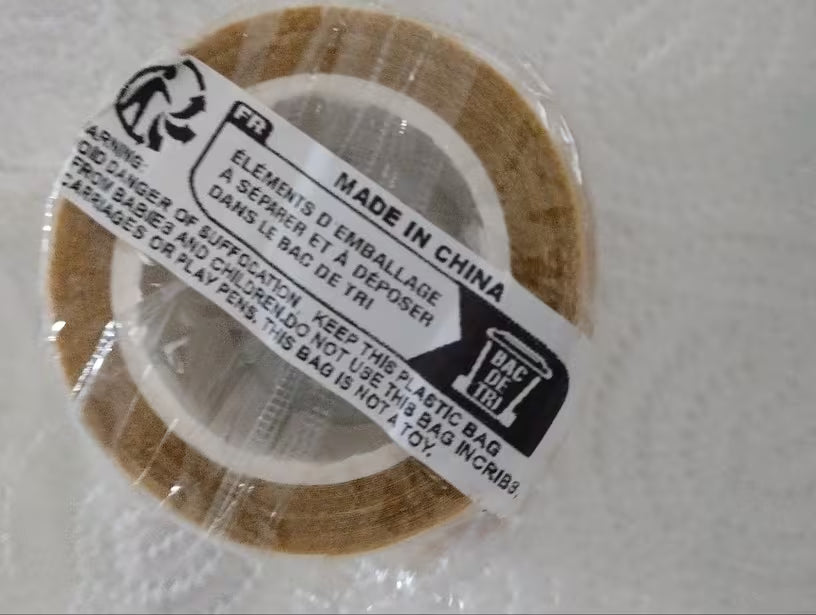 FR
MADE IN CHINA
ÉLÉMENTS D'EMBALLAGE
À SÉPARER ET À DÉPOSER
DANS LE BAC DE TRI
BAC
DE
TRI
ARNING:
OID DANGER OF SUFFOCATION, KEEP THIS PLASTIC BAG
FROM BABIES AND CHILDREN.DO NOT USE THIS BAG IN CRIBS,
CARRIAGES OR PLAY PENS. THIS BAG IS NOT A TOY.